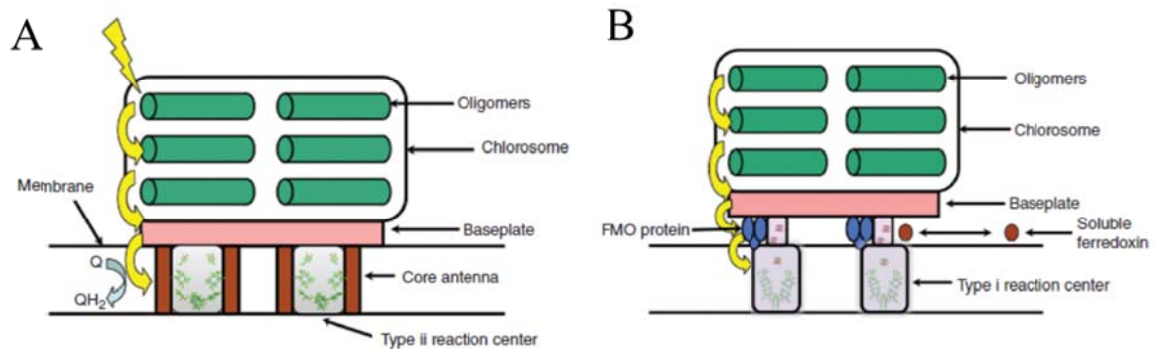 A
Oligomers
Chlorosome
Membrane
Baseplate
Q
QH2
Core antenna
Type ii reaction center
B
Oligomers
Chlorosome
Baseplate
FMO protein
Soluble
ferredoxin
Type i reaction center